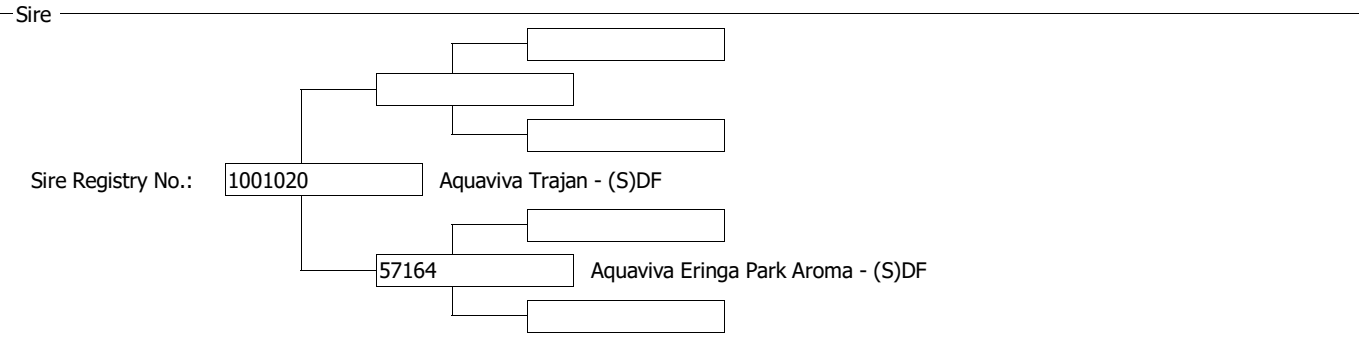 Sire
Sire Registry No.: 1001020 Aquaviva Trajan - (S)DF
57164 Aquaviva Eringa Park Aroma - (S)DF